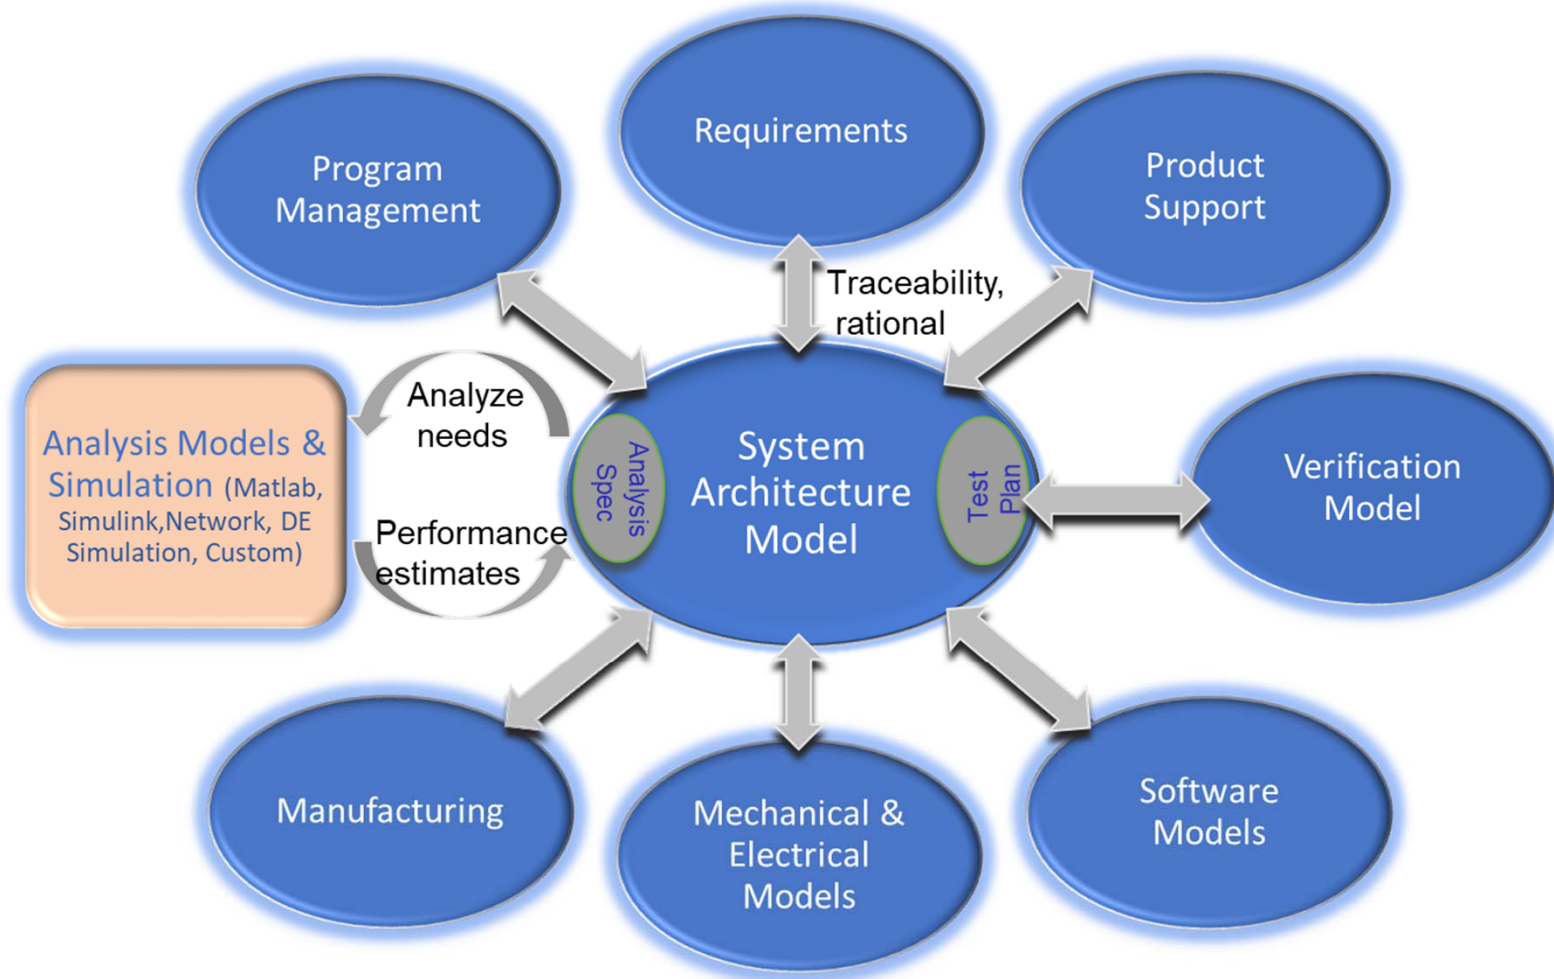 Requirements
Program
Management
Product
Support
Traceability,
rational
Analyze
needs
Analysis Models &
Simulation (Matlab,
Simulink,Network, DE
Simulation, Custom)
Performance
estimates
Analysis
Spec
System
Architecture
Model
Test
Plan
Verification
Model
Manufacturing
Mechanical &
Electrical
Models
Software
Models